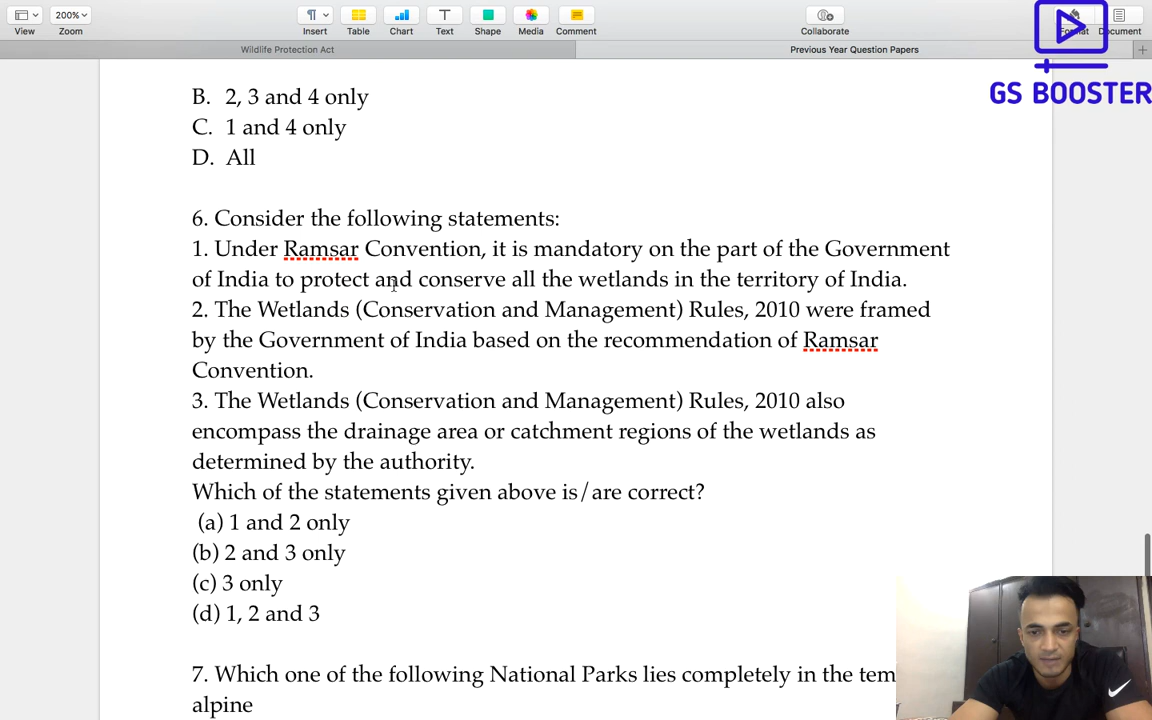 View
200%
Zoom
Insert
Table
Chart
Text
Shape
Media
Comment
Collaborate
Format
Document
Wildlife Protection Act
Previous Year Question Papers
GS BOOSTER
B. 2, 3 and 4 only
C. 1 and 4 only
D. All
6. Consider the following statements:
1. Under Ramsar Convention, it is mandatory on the part of the Government
of India to protect and conserve all the wetlands in the territory of India.
2. The Wetlands (Conservation and Management) Rules, 2010 were framed
by the Government of India based on the recommendation of Ramsar
Convention.
3. The Wetlands (Conservation and Management) Rules, 2010 also
encompass the drainage area or catchment regions of the wetlands as
determined by the authority.
Which of the statements given above is/are correct?
(a) 1 and 2 only
(b) 2 and 3 only
(c) 3 only
(d) 1, 2 and 3
7. Which one of the following National Parks lies completely in the tem
alpine